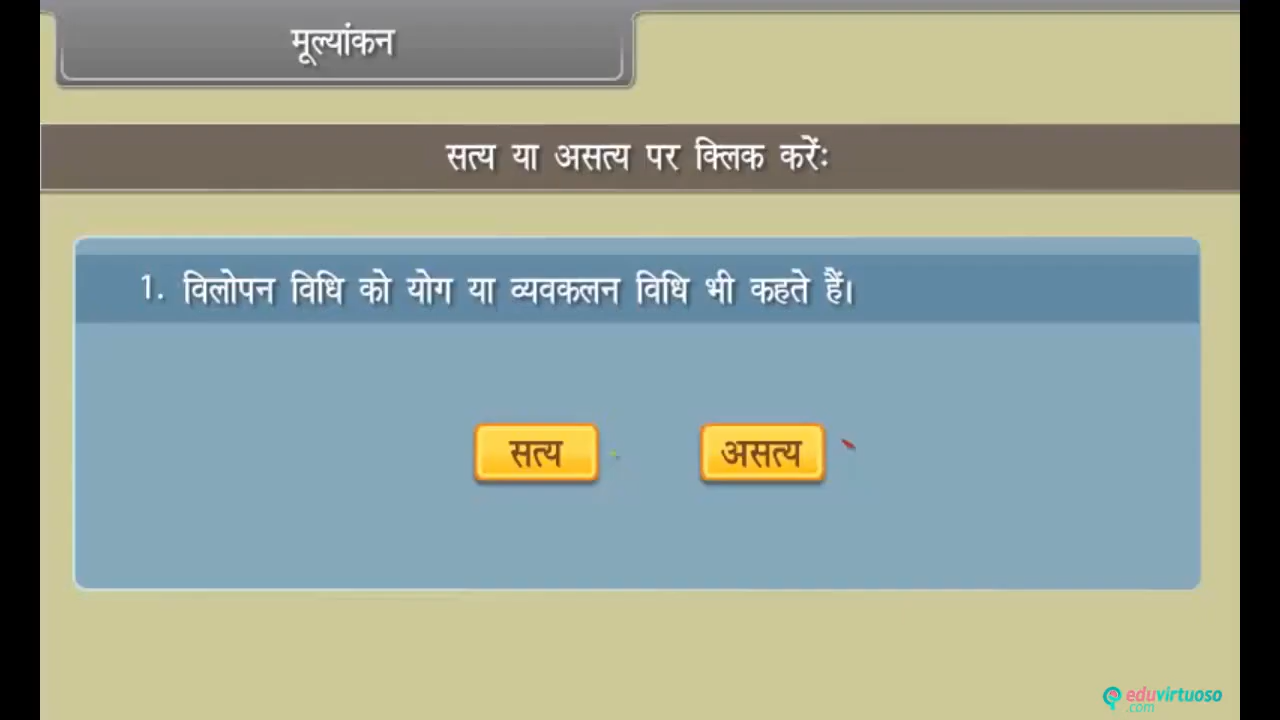 मूल्यांकन
सत्य या असत्य पर क्लिक करेंः
1. विलोपन विधि को योग या व्यवकलन विधि भी कहते हैं।
सत्य असत्य
eduvirtuoso
.com